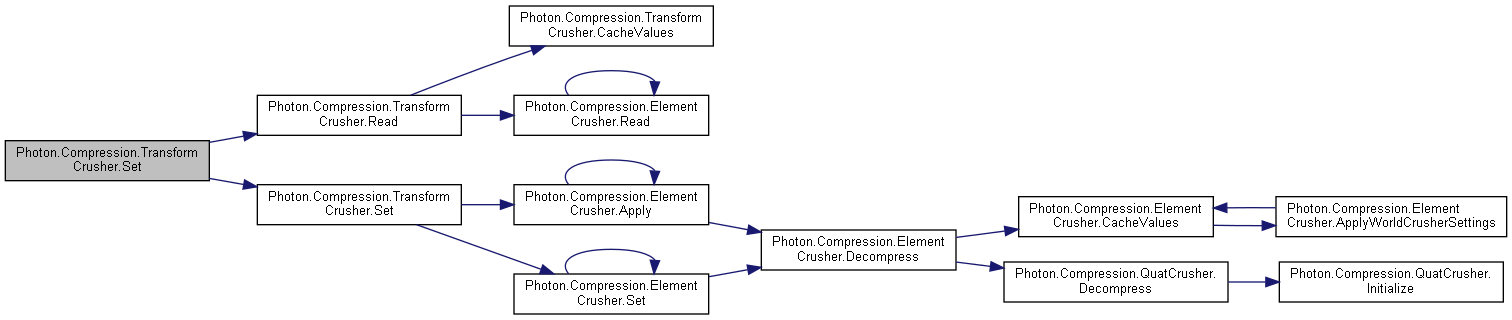 Photon.Compression.Transform
Crusher.CacheValues
Photon.Compression.Transform
Crusher.Read
Photon.Compression.Element
Crusher.Read
Photon.Compression.Transform
Crusher.Set
Photon.Compression.Transform
Crusher.Set
Photon.Compression.Element
Crusher.Apply
Photon.Compression.Element
Crusher.CacheValues
Photon.Compression.Element
Crusher.ApplyWorldCrusherSettings
Photon.Compression.Element
Crusher.Decompress
Photon.Compression.QuatCrusher.
Decompress
Photon.Compression.QuatCrusher.
Initialize
Photon.Compression.Element
Crusher.Set